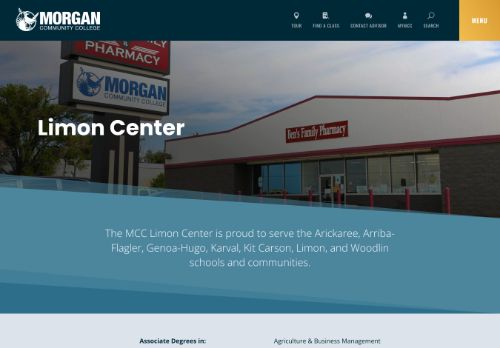 MORGAN
COMMUNITY COLLEGE
TOUR
FIND A CLASS
CONTACT ADVISOR
MYMCC
SEARCH
MENU
PHARMACY
MORGAN
COMMUNITY COLLEGE
Ben's Family Pharmacy
Limon Center
The MCC Limon Center is proud to serve the Arickaree, Arriba-
Flagler, Genoa-Hugo, Karval, Kit Carson, Limon, and Woodlin
schools and communities.
Associate Degrees in:
Agriculture & Business Management